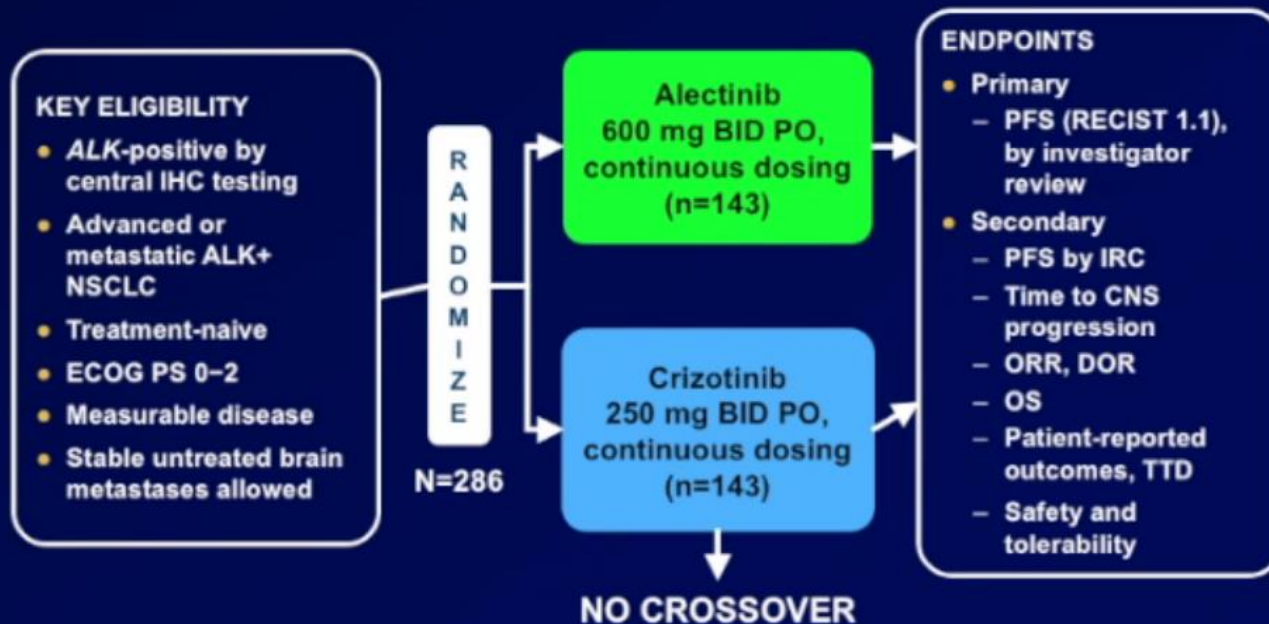 KEY ELIGIBILITY
• ALK-positive by
central IHC testing
• Advanced or
metastatic ALK+
NSCLC
• Treatment-naive
• ECOG PS 0–2
• Measurable disease
• Stable untreated brain
metastases allowed
RANDOMIZE
N=286
Alectinib
600 mg BID PO,
continuous dosing
(n=143)
Crizotinib
250 mg BID PO,
continuous dosing
(n=143)
NO CROSSOVER
ENDPOINTS
• Primary
– PFS (RECIST 1.1),
by investigator
review
• Secondary
– PFS by IRC
– Time to CNS
progression
– ORR, DOR
– OS
– Patient-reported
outcomes, TTD
– Safety and
tolerability